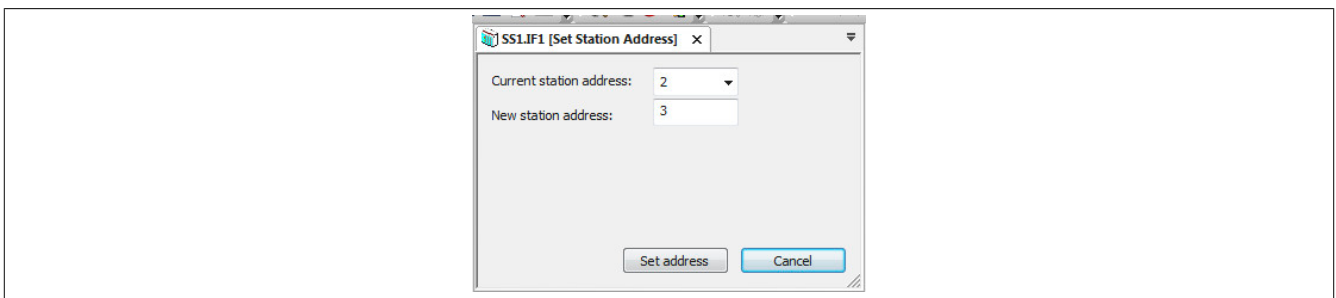 SS1.IF1 [Set Station Address]
Current station address: 2
New station address: 3
Set address Cancel